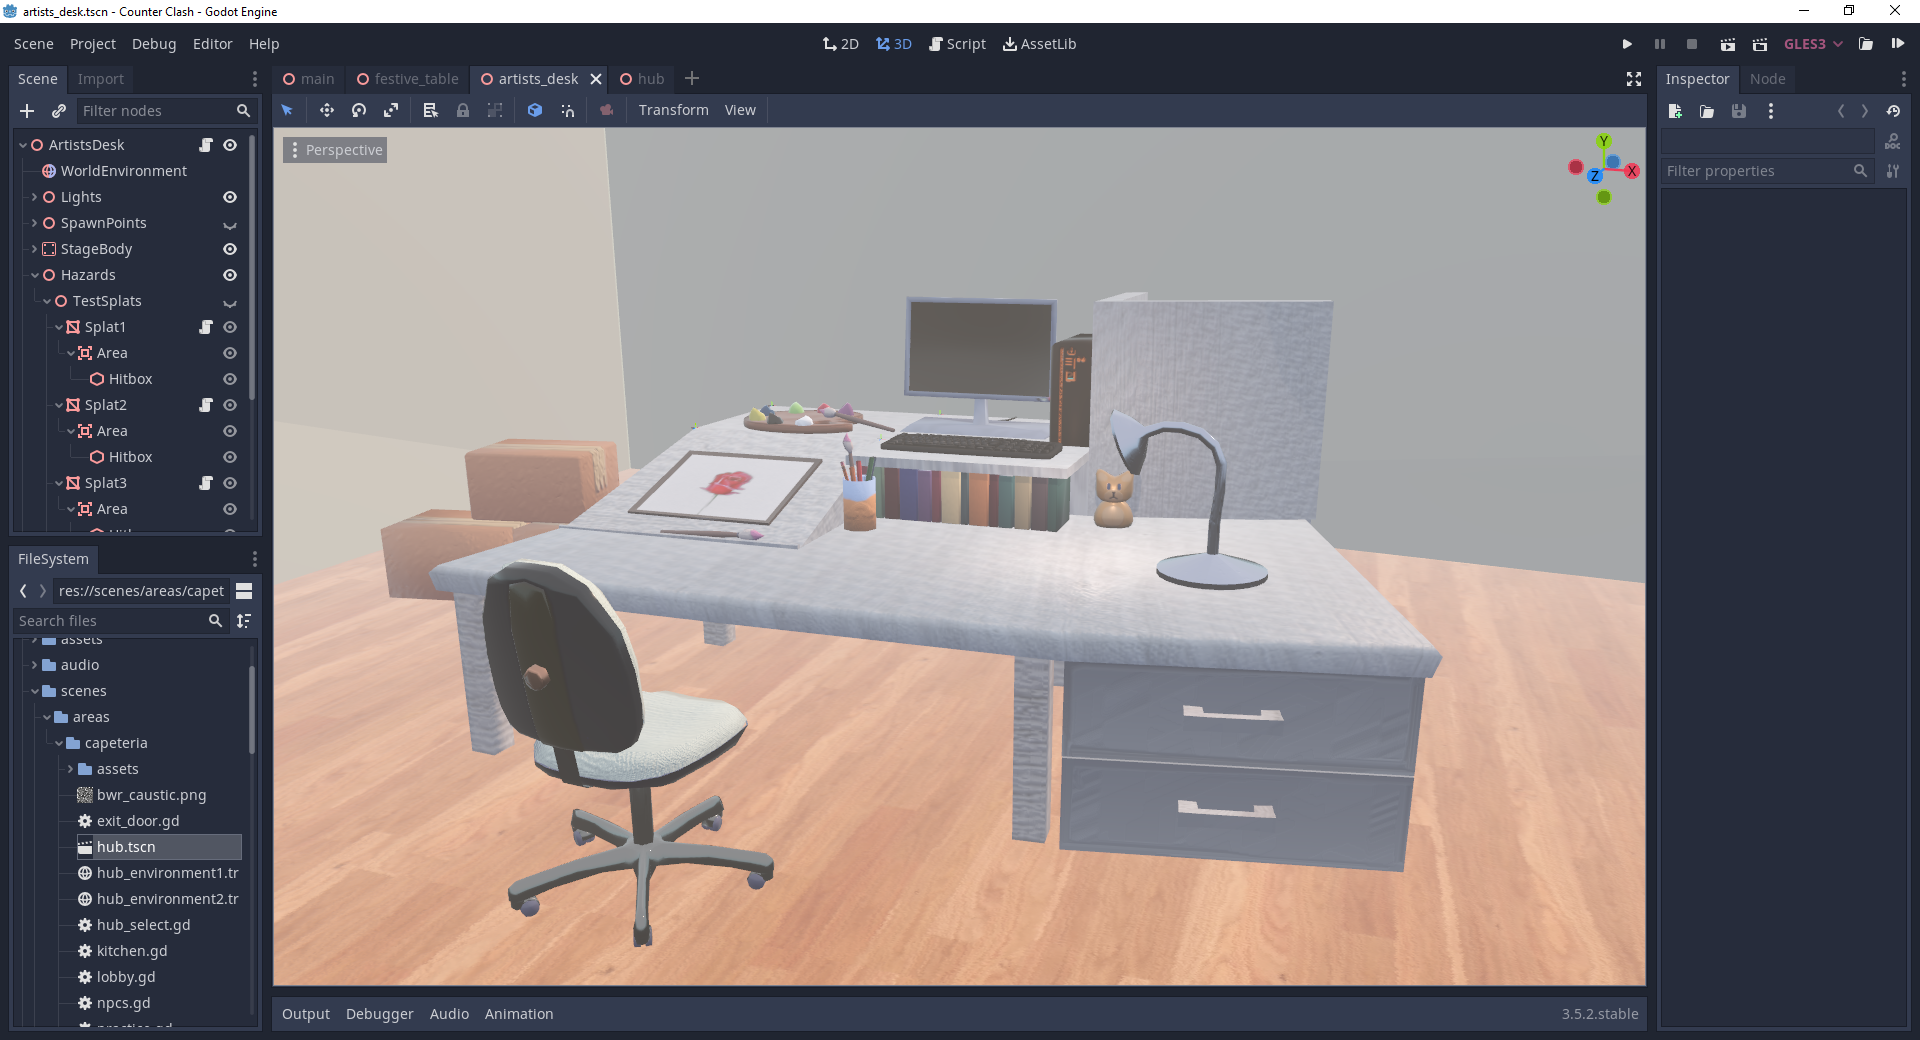 artists_desk.tscn - Counter Clash - Godot Engine
Scene Project Debug Editor Help
2D 3D Script AssetLib
GLES3
Scene Import
main festive_table artists_desk hub
Inspector Node
Filter nodes
Transform View
ArtistsDesk
WorldEnvironment
Lights
SpawnPoints
StageBody
Hazards
TestSplats
Splat1
Area
Hitbox
Splat2
Area
Hitbox
Splat3
Area
Perspective
Y
X
Z
DOC
Filter properties
FileSystem
res://scenes/areas/capet
Search files
assets
audio
scenes
areas
capeteria
assets
bwr_caustic.png
exit_door.gd
hub.tscn
hub_environment1.tr
hub_environment2.tr
hub_select.gd
kitchen.gd
lobby.gd
npcs.gd
Output Debugger Audio Animation
3.5.2.stable